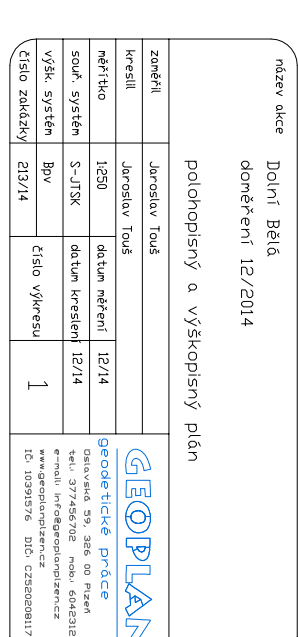 název akce
Dolní Bělá
doměření 12/2014
polohopisný a výškopisný plán
zaměřil Jaroslav Touš
kreslil Jaroslav Touš
měřítko 1:250 datum měření 12/14
souř. systém S-JTSK datum kreslení 12/14
výšk. systém Bpv číslo výkresu
číslo zakázky 213/14 1
GEOPLAN
geodetické práce
Úslavská 59, 326 00 Plzeň
tel.: 377456702 mob.: 6042312
e-mail: info@geoplanplzen.cz
www.geoplanplzen.cz
IČ: 10391576 DIČ: CZ520208117